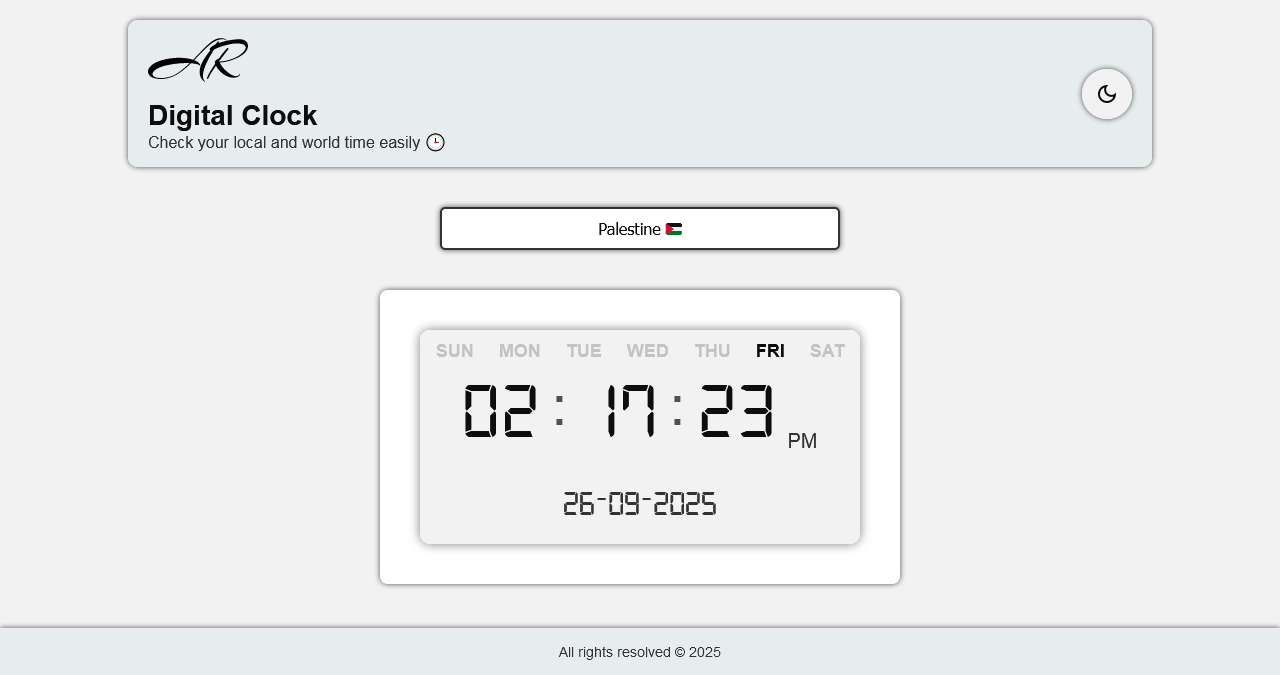 AR
Digital Clock
Check your local and world time easily 🕒
Palestine 🇵🇸
SUN MON TUE WED THU FRI SAT
02 : 17 : 23 PM
26-09-2025
All rights resolved © 2025